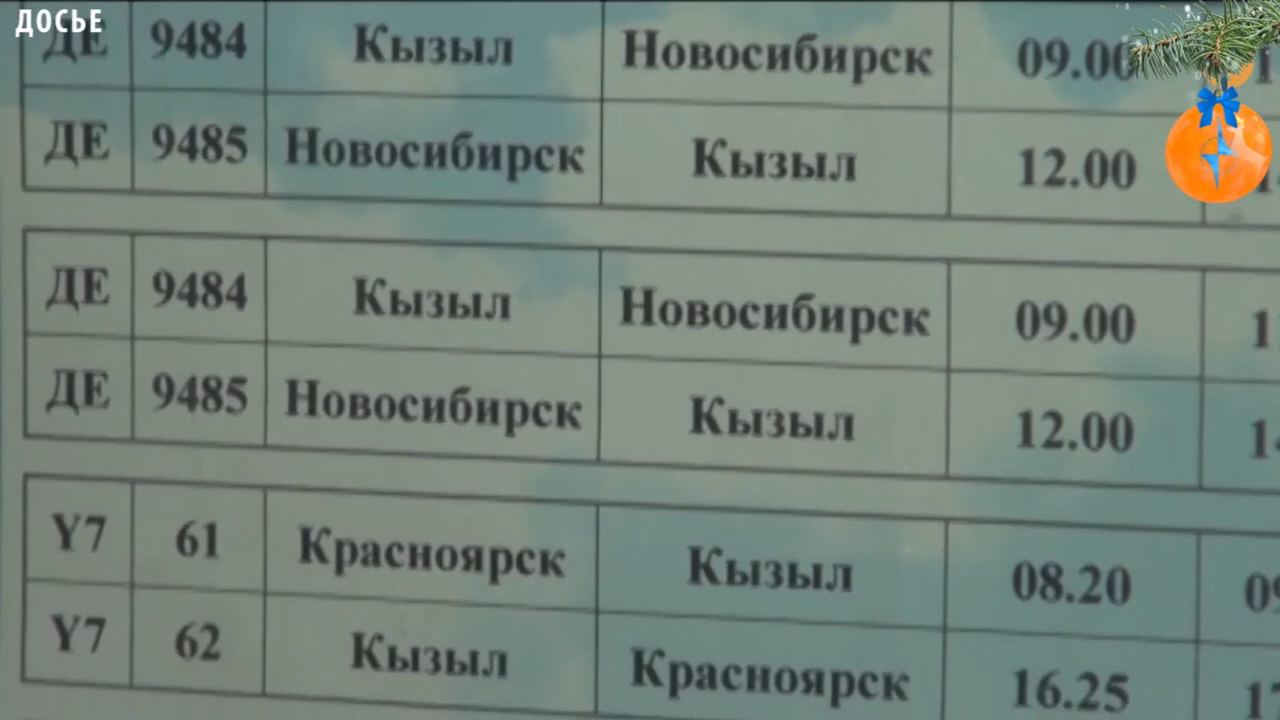 ДОСЬЕ
ДЕ 9484 Кызыл Новосибирск 09.00
ДЕ 9485 Новосибирск Кызыл 12.00
ДЕ 9484 Кызыл Новосибирск 09.00
ДЕ 9485 Новосибирск Кызыл 12.00
Y7 61 Красноярск Кызыл 08.20
Y7 62 Кызыл Красноярск 16.25